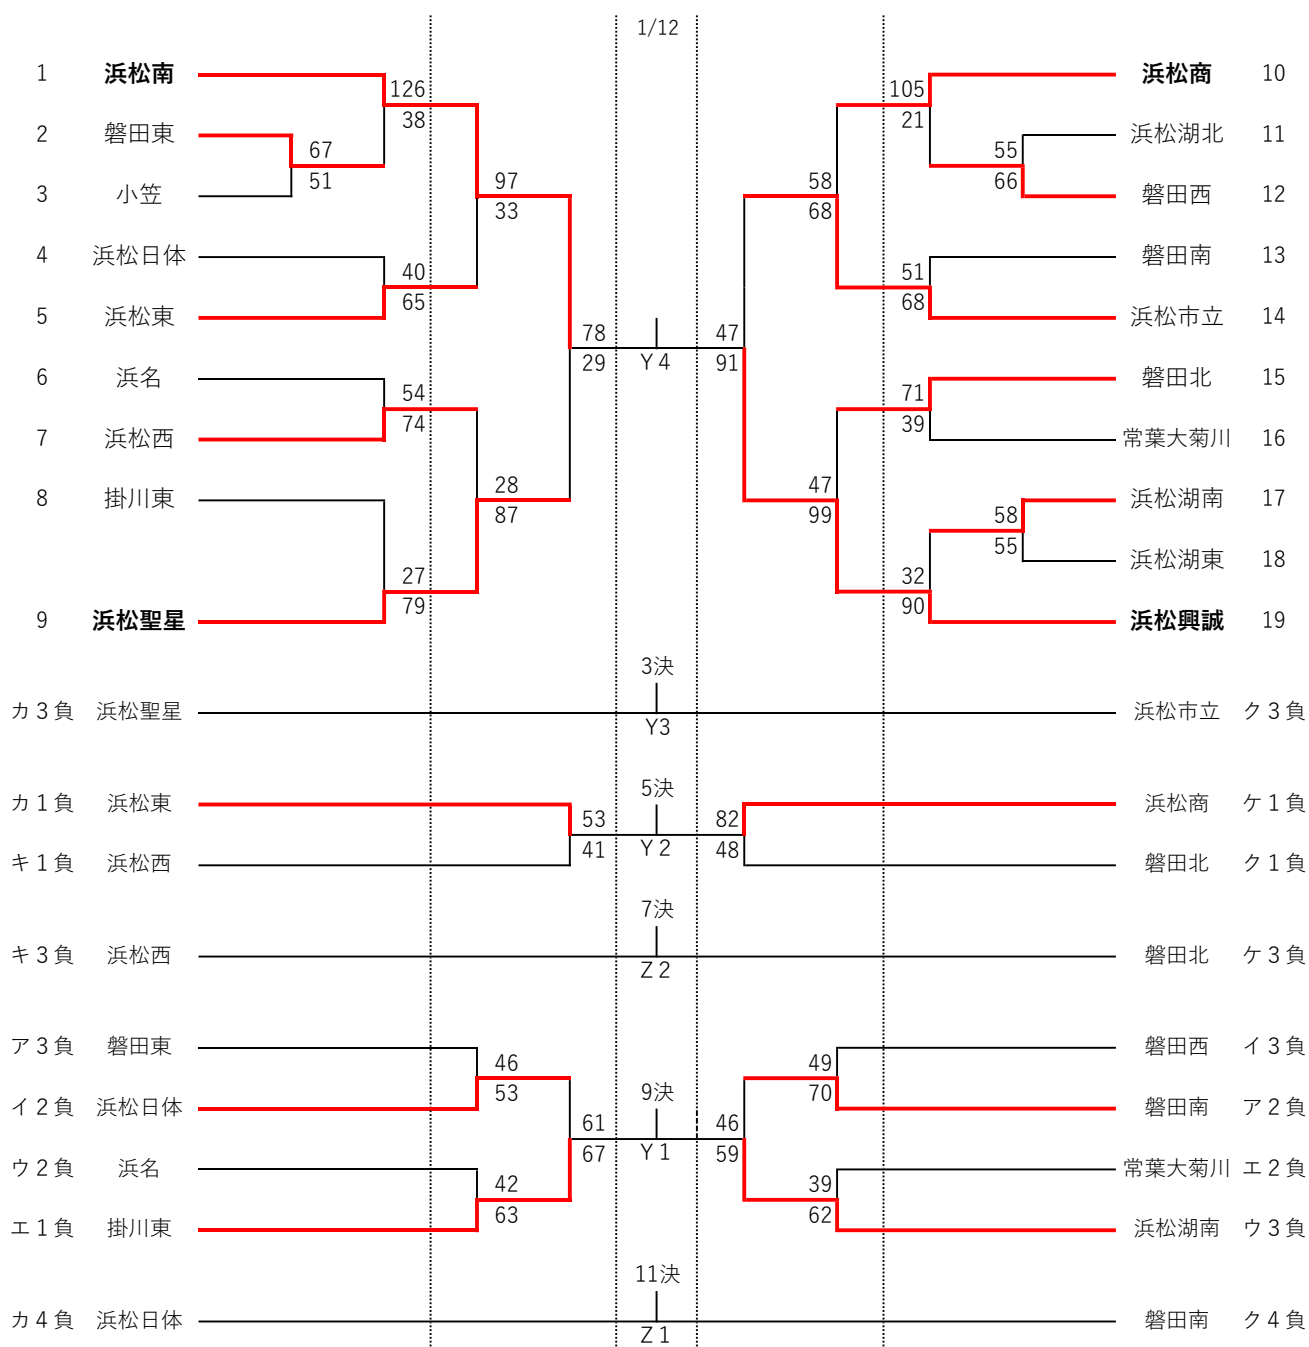 1/12
1 浜松南 126 105 浜松商 10
38 21
2 磐田東 67 55 浜松湖北 11
51 66
3 小笠 97 58 磐田西 12
33 68
4 浜松日体 40 51 磐田南 13
65 68
5 浜松東 78 47 浜松市立 14
29 Y４ 91
6 浜名 54 71 磐田北 15
74 39
7 浜松西 常葉大菊川 16
8 掛川東 28 47 浜松湖南 17
87 99 58
55
27 32 浜松湖東 18
79 90
9 浜松聖星 浜松興誠 19
3決
カ３負 浜松聖星 浜松市立 ク３負
Y3
5決
カ１負 浜松東 53 82 浜松商 ケ１負
41 Y２ 48
キ１負 浜松西 磐田北 ク１負
7決
キ３負 浜松西 磐田北 ケ３負
Z２
ア３負 磐田東 46 49 磐田西 イ３負
53 70
9決
イ２負 浜松日体 61 46 磐田南 ア２負
67 Y１ 59
ウ２負 浜名 42 39 常葉大菊川 エ２負
63 62
エ１負 掛川東 浜松湖南 ウ３負
11決
カ４負 浜松日体 磐田南 ク４負
Z１